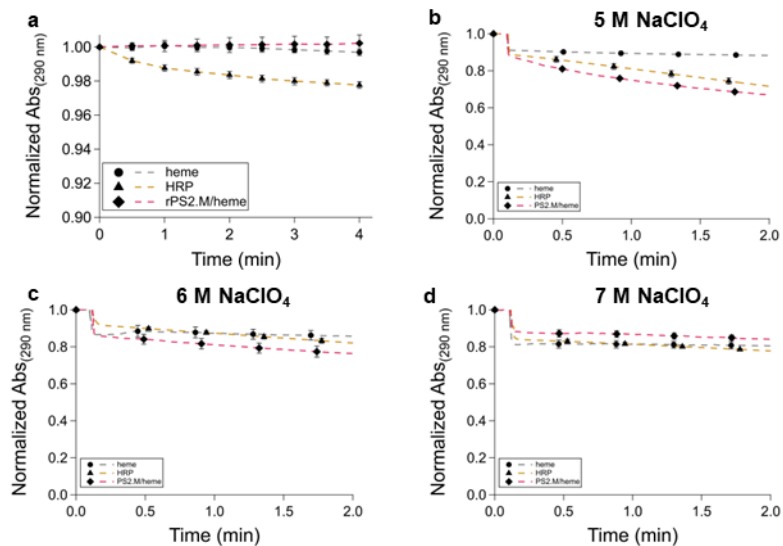 a
Normalized Abs(290 nm)
1.00
0.98
0.96
0.94
0.92
0.90
heme
HRP
rPS2.M/heme
0 1 2 3 4
Time (min)
b 5 M NaClO4
Normalized Abs(290 nm)
1.0
0.8
0.6
0.4
0.2
0.0
heme
HRP
PS2.M/heme
0.0 0.5 1.0 1.5 2.0
Time (min)
c 6 M NaClO4
Normalized Abs(290 nm)
1.0
0.8
0.6
0.4
0.2
0.0
heme
HRP
PS2.M/heme
0.0 0.5 1.0 1.5 2.0
Time (min)
d 7 M NaClO4
Normalized Abs(290 nm)
1.0
0.8
0.6
0.4
0.2
0.0
heme
HRP
PS2.M/heme
0.0 0.5 1.0 1.5 2.0
Time (min)